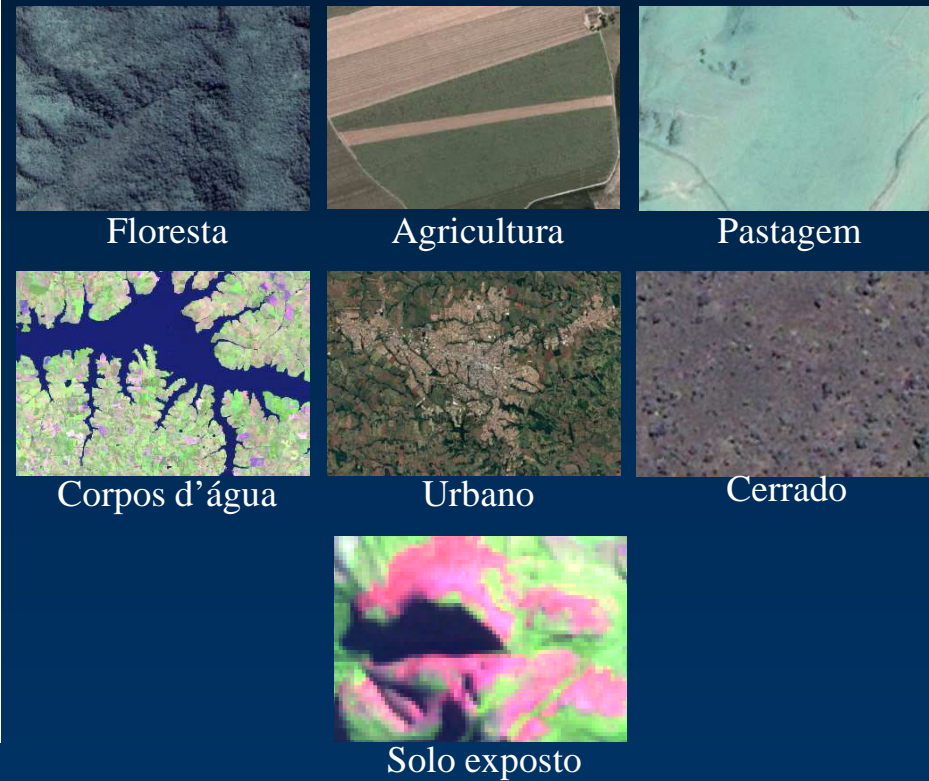 Floresta
Agricultura
Pastagem
Corpos d’água
Urbano
Cerrado
Solo exposto